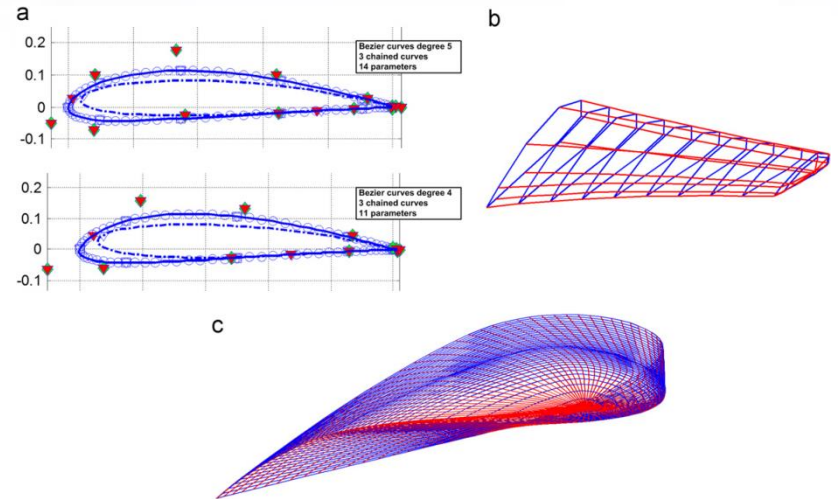 a
0.2
0.1
0
-0.1
Bezier curves degree 5
3 chained curves
14 parameters
0.2
0.1
0
-0.1
Bezier curves degree 4
3 chained curves
11 parameters
b
c